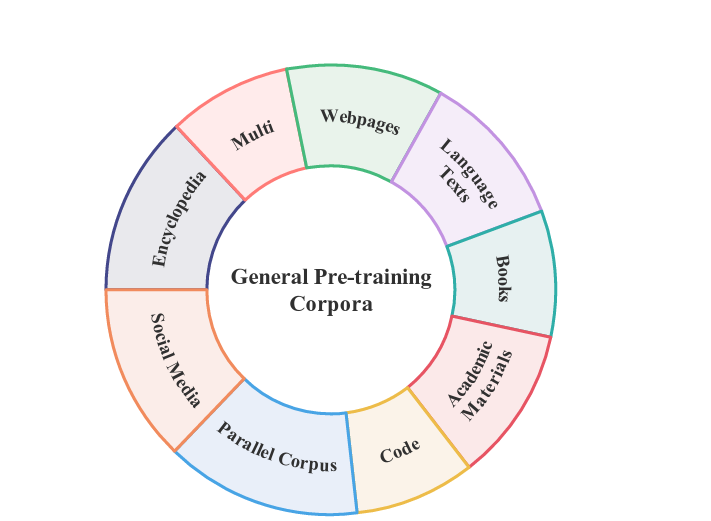 Webpages
Language
Texts
Books
Academic
Materials
Code
Parallel Corpus
Social Media
Encyclopedia
Multi
General Pre-training
Corpora